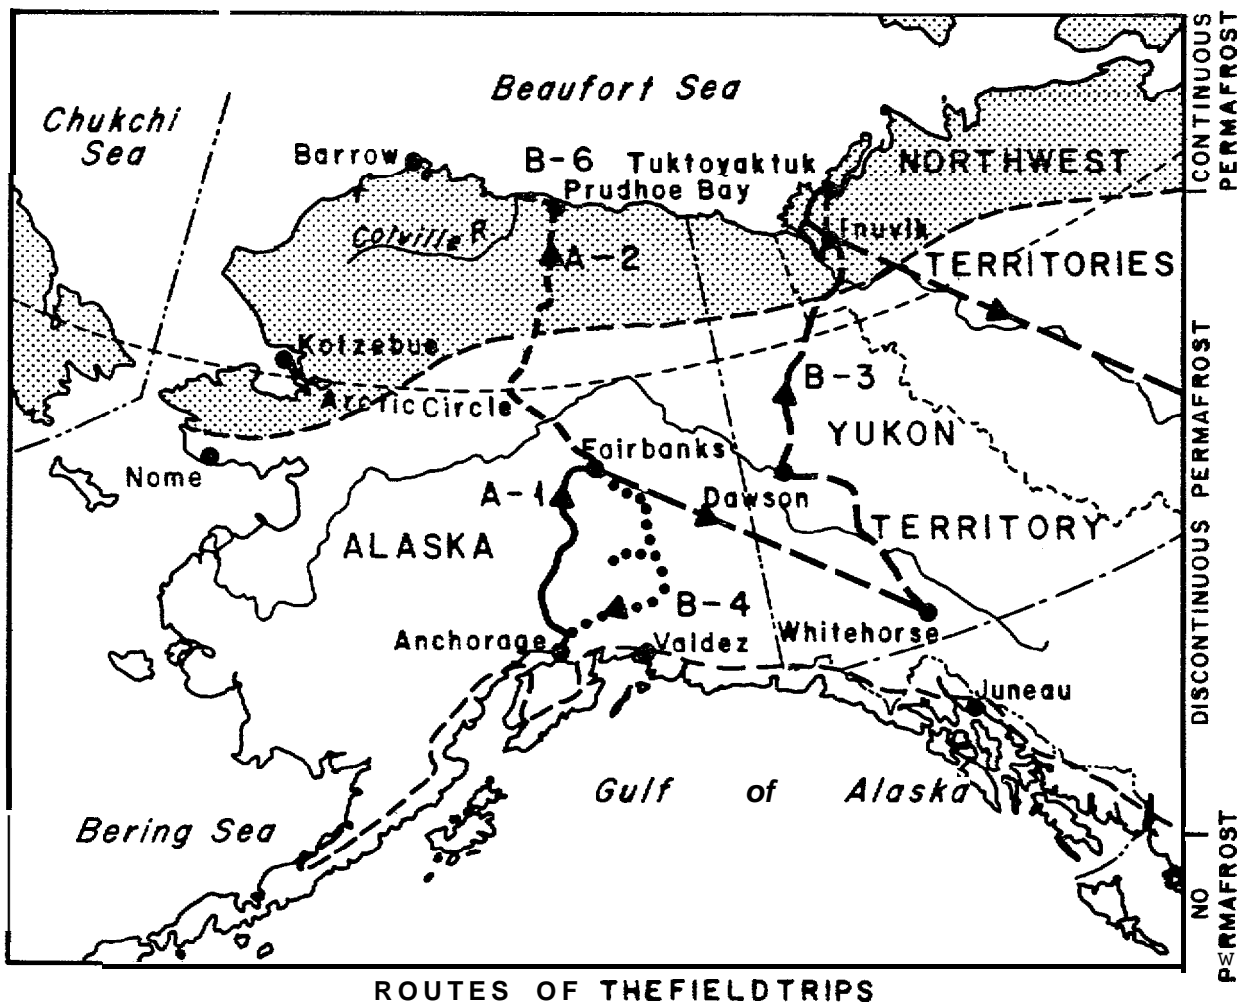 Beaufort Sea
Chukchi
Sea
Barrow
B-6
Tuktoyaktuk
Prudhoe Bay
NORTHWEST
Colville R.
Inuvik
A-2
TERRITORIES
Kotzebue
B-3
Arctic Circle
YUKON
Nome
Fairbanks
A-1
Dawson
TERRITORY
ALASKA
B-4
Anchorage
Valdez
Whitehorse
Juneau
Gulf of Alaska
Bering Sea
CONTINUOUS
PERMAFROST
DISCONTINUOUS PERMAFROST
NO
PERMAFROST
ROUTES OF THEFIELDTRIPS